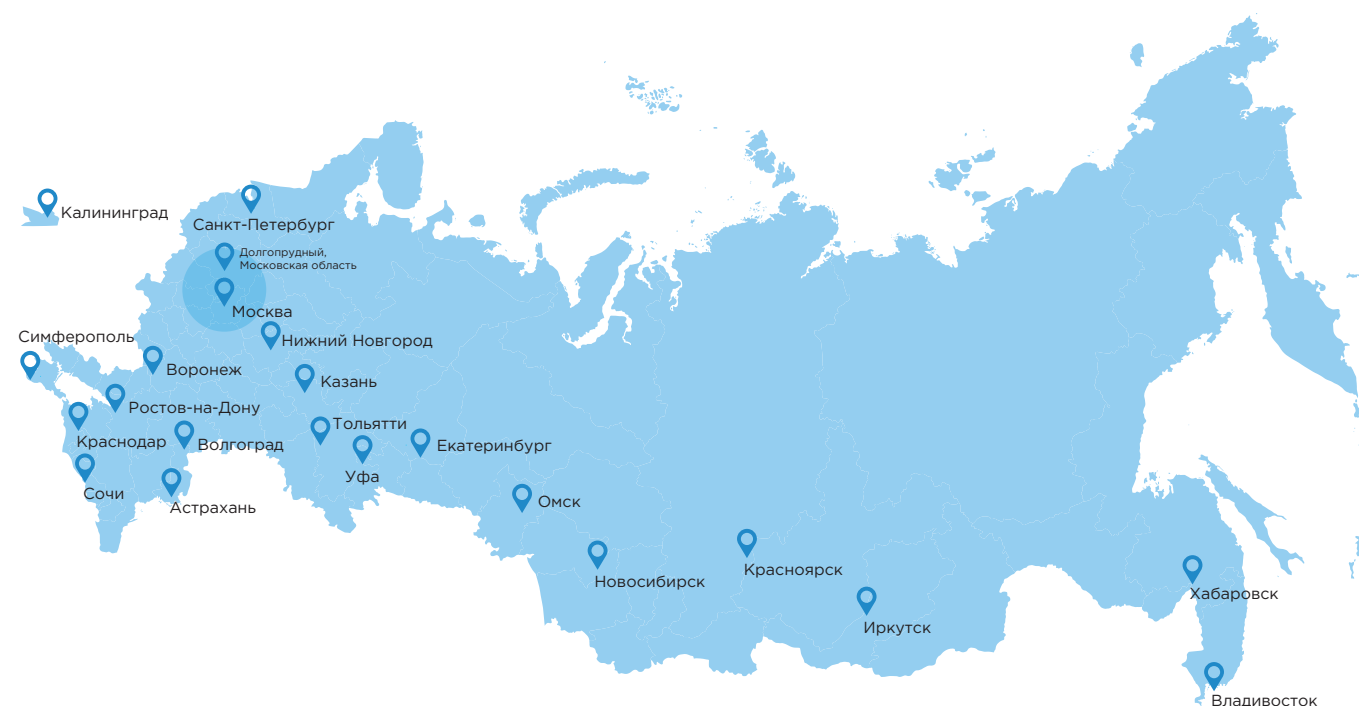 Калининград
Санкт-Петербург
Долгопрудный,
Московская область
Москва
Симферополь
Нижний Новгород
Воронеж
Казань
Ростов-на-Дону
Тольятти
Краснодар
Волгоград
Екатеринбург
Уфа
Сочи
Астрахань
Омск
Красноярск
Новосибирск
Хабаровск
Иркутск
Владивосток